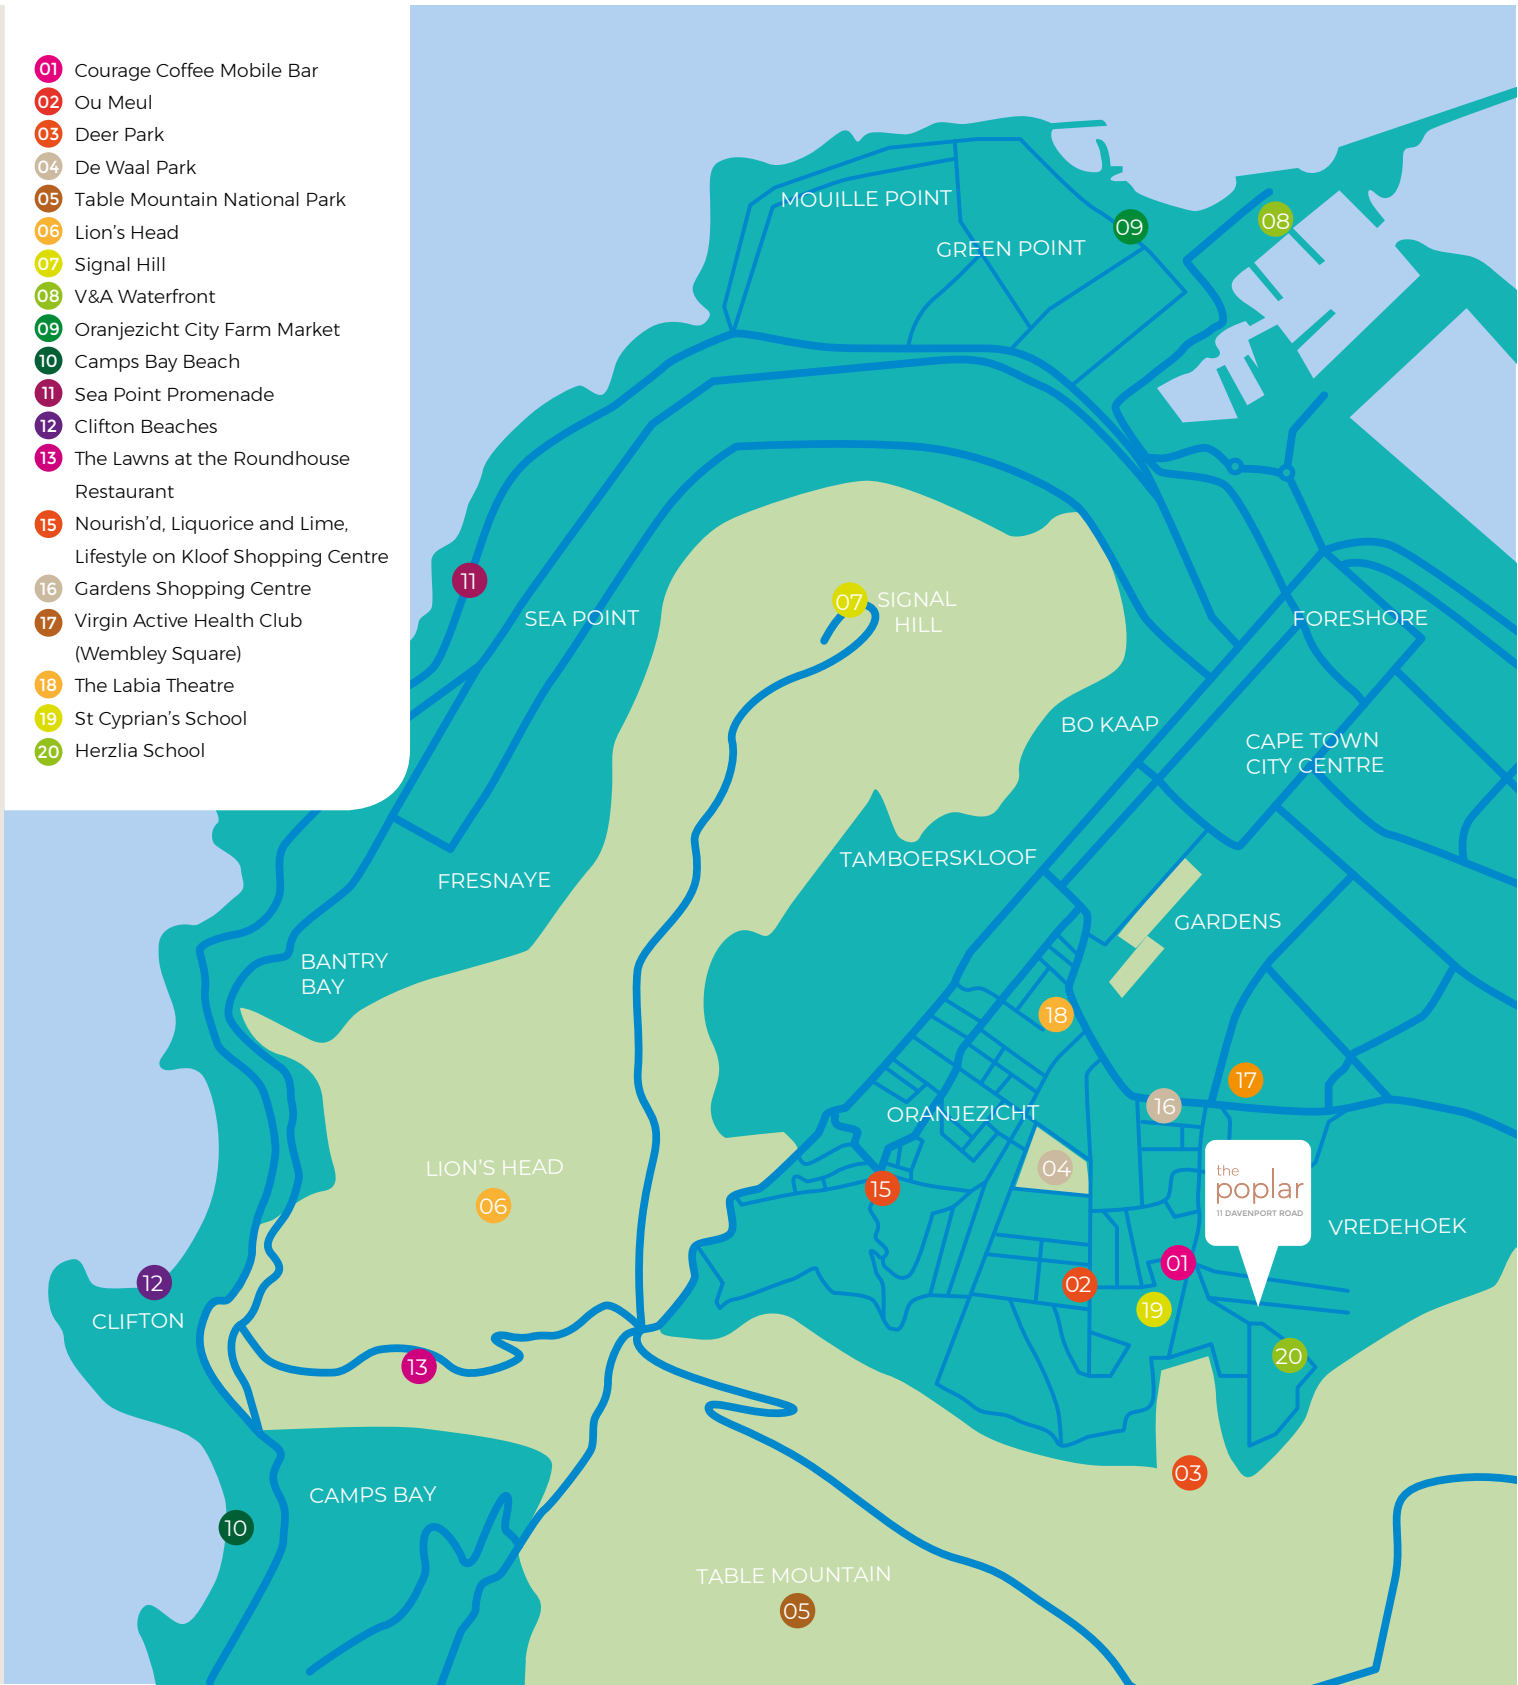 01 Courage Coffee Mobile Bar
02 Ou Meul
03 Deer Park
04 De Waal Park
05 Table Mountain National Park
06 Lion's Head
07 Signal Hill
08 V&A Waterfront
09 Oranjezicht City Farm Market
10 Camps Bay Beach
11 Sea Point Promenade
12 Clifton Beaches
13 The Lawns at the Roundhouse
Restaurant
15 Nourish'd, Liquorice and Lime,
Lifestyle on Kloof Shopping Centre
16 Gardens Shopping Centre
17 Virgin Active Health Club
(Wembley Square)
18 The Labia Theatre
19 St Cyprian's School
20 Herzlia School
MOUILLE POINT
08
09
GREEN POINT
11
07
SIGNAL
HILL
SEA POINT
FORESHORE
BO KAAP
CAPE TOWN
CITY CENTRE
TAMBOERSKLOOF
FRESNAYE
GARDENS
BANTRY
BAY
18
17
16
ORANJEZICHT
LION'S HEAD
04
15
the
poplar
11 DAVENPORT ROAD
06
VREDEHOEK
01
12
02
19
CLIFTON
20
13
03
CAMPS BAY
10
TABLE MOUNTAIN
05